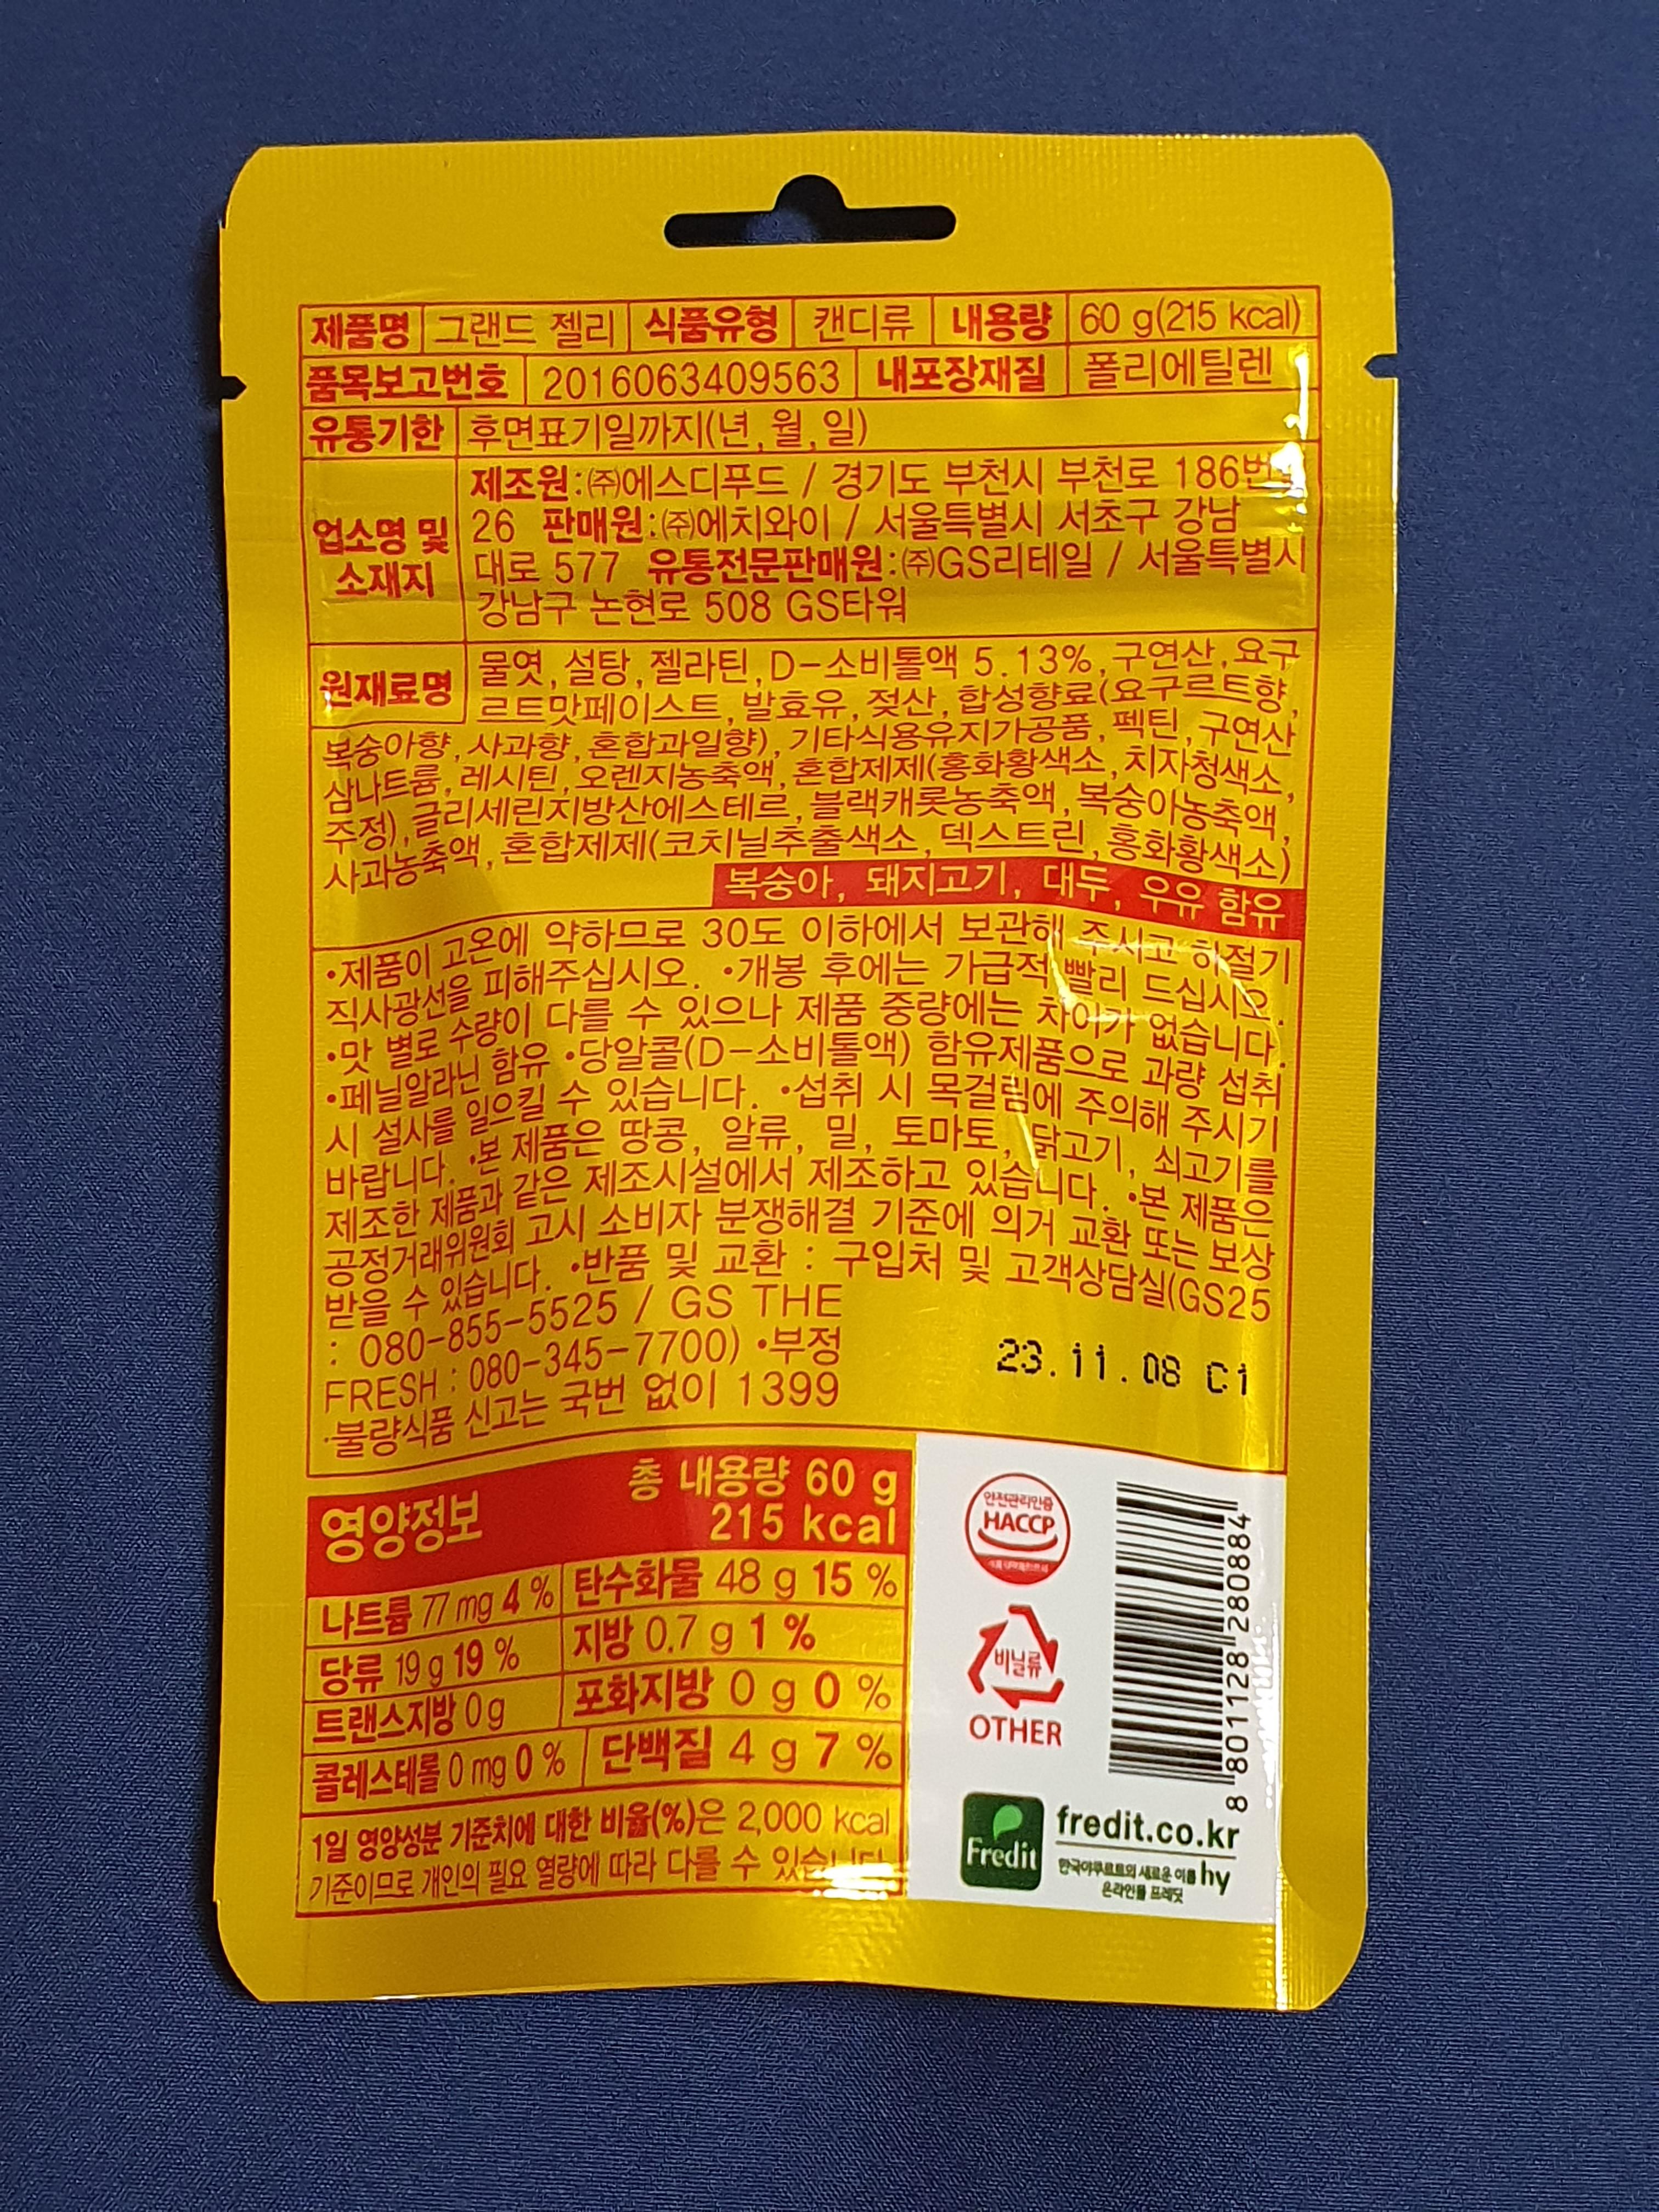 제품명 그랜드 젤리 식품유형 캔디류 내용량 60 g(215 kcal)
품목보고번호 2016063409563 내포장재질 폴리에틸렌
유통기한 후면표기일까지(년,월,일)
업소명 및 소재지
제조원:㈜에스디푸드 / 경기도 부천시 부천로 186번길
26 판매원:㈜에치와이 / 서울특별시 서초구 강남
대로 577 유통전문판매원:㈜GS리테일 / 서울특별시
강남구 논현로 508 GS타워
원재료명 물엿,설탕,젤라틴,D-소비톨액 5.13%,구연산,요구
르트맛페이스트,발효유,젖산,합성향료(요구르트향,
복숭아향,사과향,혼합과일향),기타식용유지가공품,펙틴,구연산
삼나트륨,레시틴,오렌지농축액,혼합제제(홍화황색소,치자청색소,
주정),글리세린지방산에스테르,블랙캐롯농축액,복숭아농축액,
사과농축액,혼합제제(코치닐추출색소,덱스트린,홍화황색소)
복숭아, 돼지고기, 대두, 우유 함유
•제품이 고온에 약하므로 30도 이하에서 보관해 주시고 하절기
직사광선을 피해주십시오. •개봉 후에는 가급적 빨리 드십시오.
•맛 별로 수량이 다를 수 있으나 제품 중량에는 차이가 없습니다.
•페닐알라닌 함유 •당알콜(D-소비톨액) 함유제품으로 과량 섭취
시 설사를 일으킬 수 있습니다. •섭취 시 목걸림에 주의해 주시기
바랍니다. •본 제품은 땅콩, 알류, 밀, 토마토, 닭고기, 쇠고기를
제조한 제품과 같은 제조시설에서 제조하고 있습니다. •본 제품은
공정거래위원회 고시 소비자 분쟁해결 기준에 의거 교환 또는 보상
받을 수 있습니다. •반품 및 교환 : 구입처 및 고객상담실(GS25
: 080-855-5525 / GS THE
FRESH : 080-345-7700) •부정
·불량식품 신고는 국번 없이 1399
23.11.08 C1
영양정보 총 내용량 60 g
215 kcal
나트륨 77 mg 4 % 탄수화물 48 g 15 %
당류 19 g 19 % 지방 0.7 g 1 %
트랜스지방 0 g 포화지방 0 g 0 %
콜레스테롤 0 mg 0 % 단백질 4 g 7 %
1일 영양성분 기준치에 대한 비율(%)은 2,000 kcal
기준이므로 개인의 필요 열량에 따라 다를 수 있습니다
안전관리인증
HACCP
비닐류
OTHER
8 801128 280884
Fredit
fredit.co.kr
한국야쿠르트의 새로운 이름 hy
온라인몰 프레딧